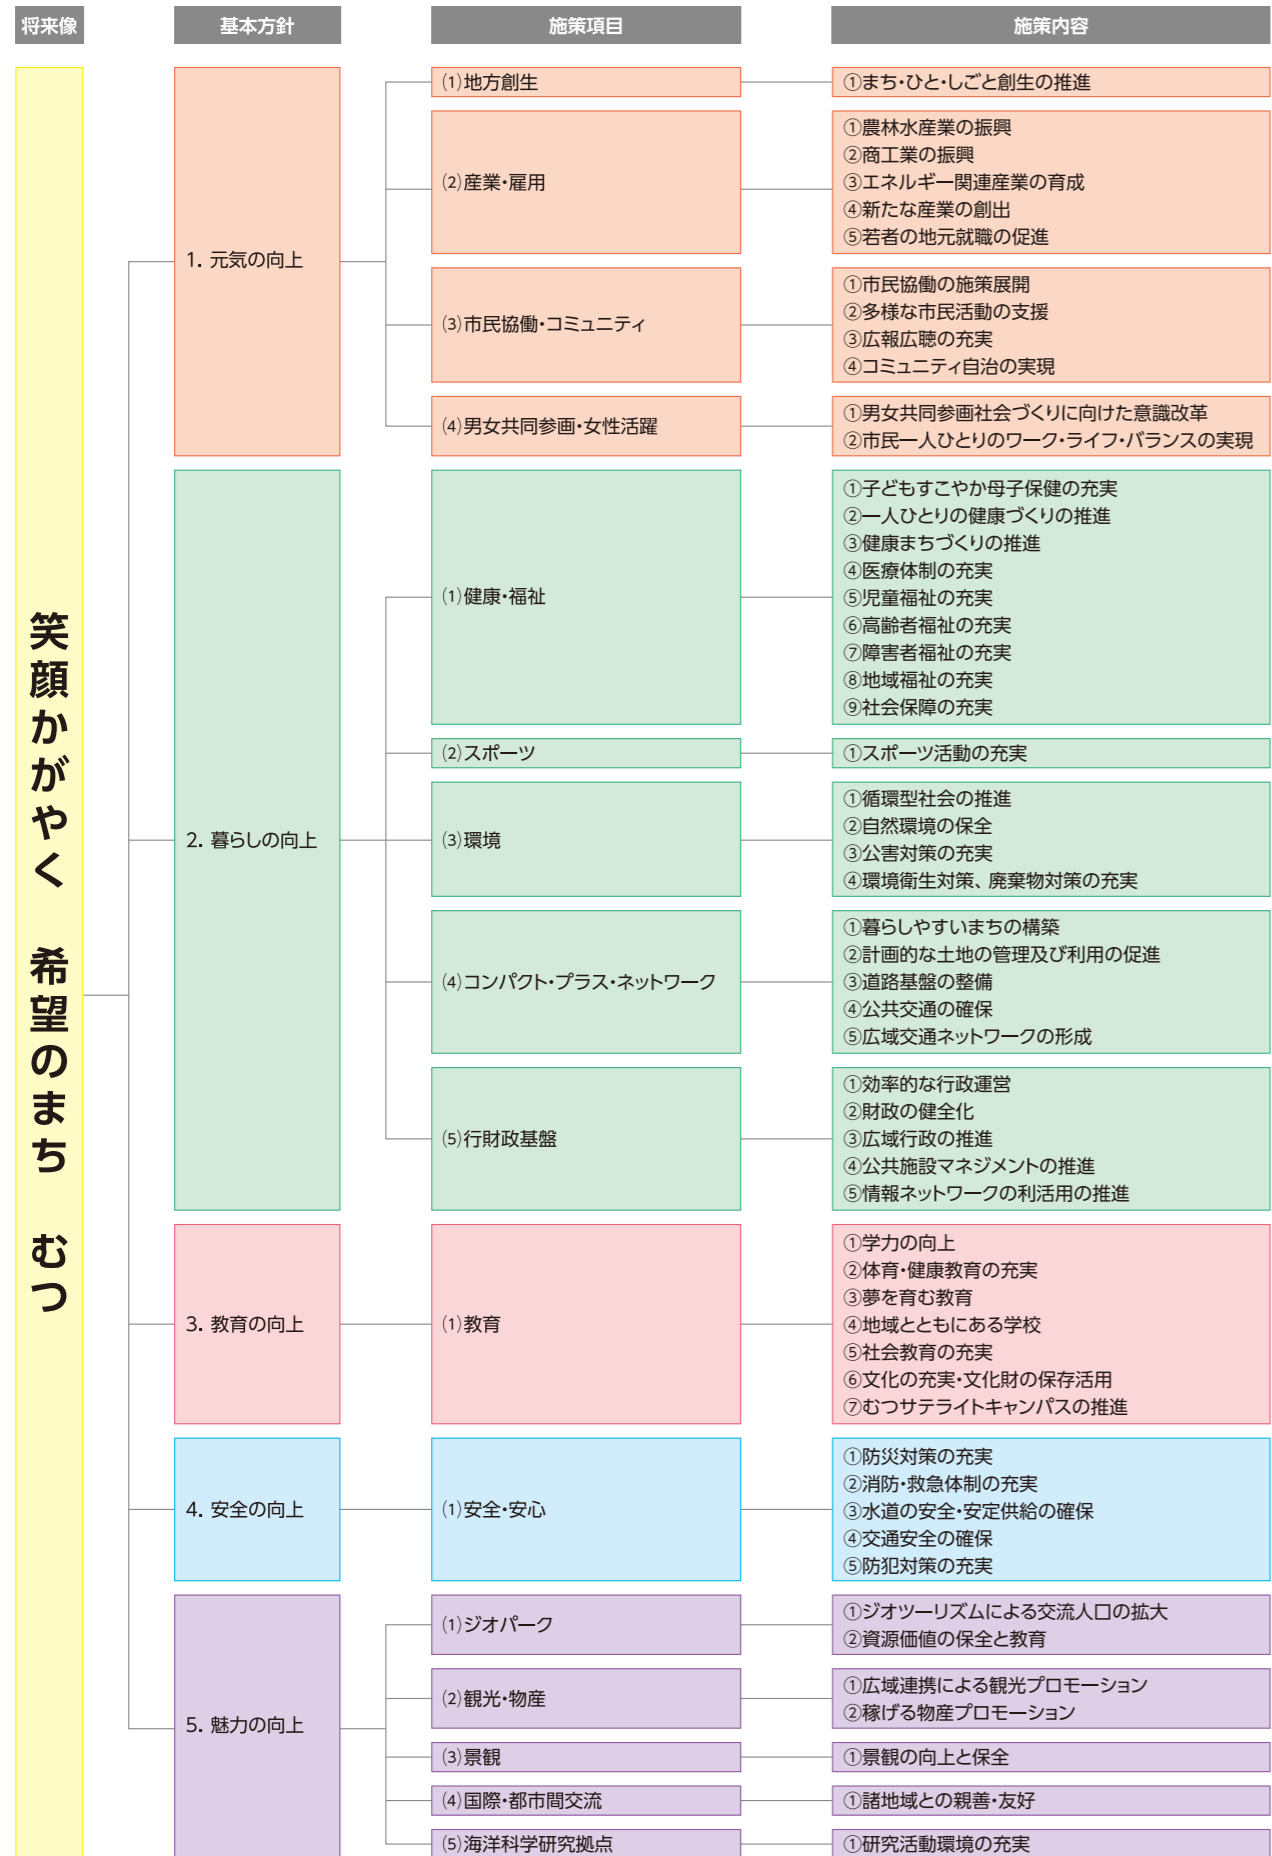 将来像
基本方針
施策項目
施策内容
笑顔かがやく 希望のまち むつ
1. 元気の向上
(1)地方創生
①まち・ひと・しごと創生の推進
(2)産業・雇用
①農林水産業の振興
②商工業の振興
③エネルギー関連産業の育成
④新たな産業の創出
⑤若者の地元就職の促進
(3)市民協働・コミュニティ
①市民協働の施策展開
②多様な市民活動の支援
③広報広聴の充実
④コミュニティ自治の実現
(4)男女共同参画・女性活躍
①男女共同参画社会づくりに向けた意識改革
②市民一人ひとりのワーク・ライフ・バランスの実現
2. 暮らしの向上
(1)健康・福祉
①子どもすこやか母子保健の充実
②一人ひとりの健康づくりの推進
③健康まちづくりの推進
④医療体制の充実
⑤児童福祉の充実
⑥高齢者福祉の充実
⑦障害者福祉の充実
⑧地域福祉の充実
⑨社会保障の充実
(2)スポーツ
①スポーツ活動の充実
(3)環境
①循環型社会の推進
②自然環境の保全
③公害対策の充実
④環境衛生対策、廃棄物対策の充実
(4)コンパクト・プラス・ネットワーク
①暮らしやすいまちの構築
②計画的な土地の管理及び利用の促進
③道路基盤の整備
④公共交通の確保
⑤広域交通ネットワークの形成
(5)行財政基盤
①効率的な行政運営
②財政の健全化
③広域行政の推進
④公共施設マネジメントの推進
⑤情報ネットワークの利活用の推進
3. 教育の向上
(1)教育
①学力の向上
②体育・健康教育の充実
③夢を育む教育
④地域とともにある学校
⑤社会教育の充実
⑥文化の充実・文化財の保存活用
⑦むつサテライトキャンパスの推進
4. 安全の向上
(1)安全・安心
①防災対策の充実
②消防・救急体制の充実
③水道の安全・安定供給の確保
④交通安全の確保
⑤防犯対策の充実
5. 魅力の向上
(1)ジオパーク
①ジオツーリズムによる交流人口の拡大
②資源価値の保全と教育
(2)観光・物産
①広域連携による観光プロモーション
②稼げる物産プロモーション
(3)景観
①景観の向上と保全
(4)国際・都市間交流
①諸地域との親善・友好
(5)海洋科学研究拠点
①研究活動環境の充実